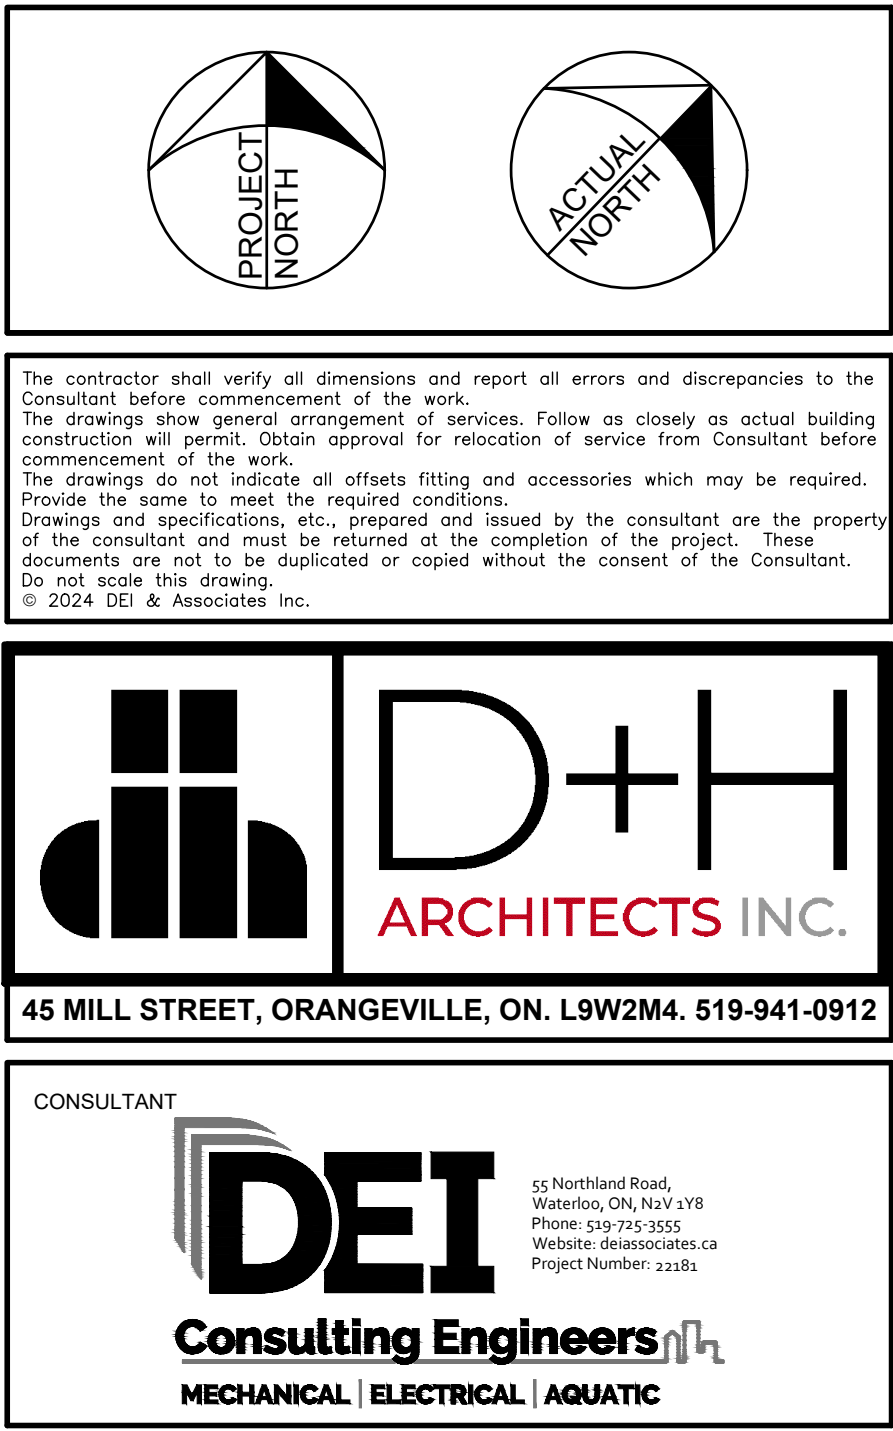 PROJECT
NORTH
ACTUAL
NORTH
The contractor shall verify all dimensions and report all errors and discrepancies to the
Consultant before commencement of the work.
The drawings show general arrangement of services. Follow as closely as actual building
construction will permit. Obtain approval for relocation of service from Consultant before
commencement of the work.
The drawings do not indicate all offsets fitting and accessories which may be required.
Provide the same to meet the required conditions.
Drawings and specifications, etc., prepared and issued by the consultant are the property
of the consultant and must be returned at the completion of the project. These
documents are not to be duplicated or copied without the consent of the Consultant.
Do not scale this drawing.
© 2024 DEI & Associates Inc.
D+H
ARCHITECTS INC.
45 MILL STREET, ORANGEVILLE, ON. L9W2M4. 519-941-0912
CONSULTANT
DEI
55 Northland Road,
Waterloo, ON, N2V 1Y8
Phone: 519-725-3555
Website: deiassociates.ca
Project Number: 22181
Consulting Engineers
MECHANICAL | ELECTRICAL | AQUATIC